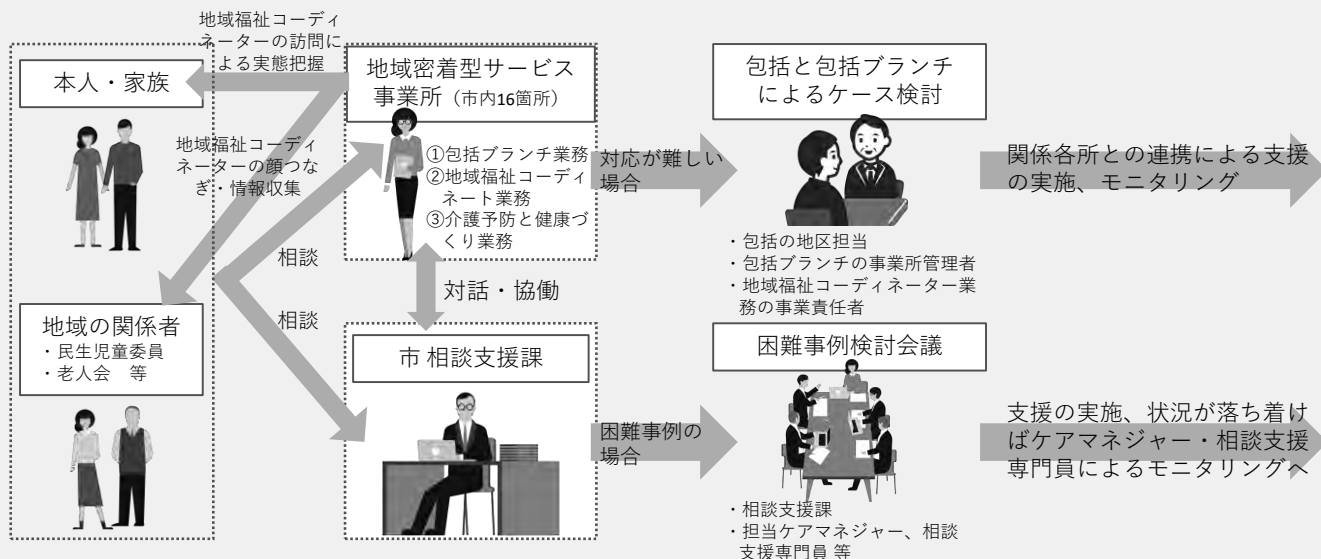 地域福祉コーディ
ネーターの訪問に
よる実態把握
本人・家族
地域福祉コーディ
ネーターの顔つな
ぎ・情報収集
地域の関係者
・民生児童委員
・老人会　等
相談
相談
地域密着型サービス
事業所（市内16箇所）
①包括ブランチ業務
②地域福祉コーディ
ネート業務
③介護予防と健康づ
くり業務
対話・協働
市 相談支援課
対応が難しい
場合
困難事例の
場合
包括と包括ブランチ
によるケース検討
・包括の地区担当
・包括ブランチの事業所管理者
・地域福祉コーディネーター業
務の事業責任者
困難事例検討会議
・相談支援課
・担当ケアマネジャー、相談
支援専門員 等
関係各所との連携による支援
の実施、モニタリング
支援の実施、状況が落ち着け
ばケアマネジャー・相談支援
専門員によるモニタリングへ